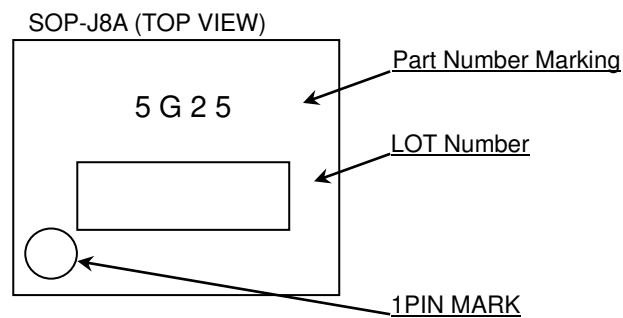 SOP-J8A (TOP VIEW)
Part Number Marking
5 G 2 5
LOT Number
1PIN MARK